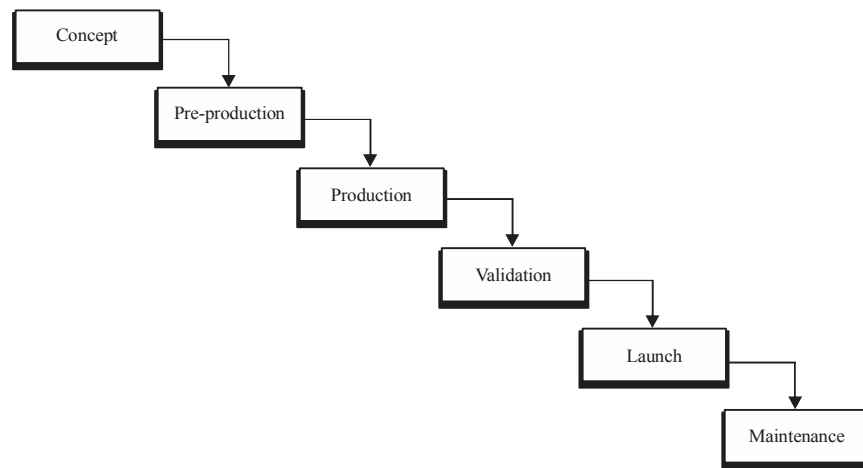 Concept
Pre-production
Production
Validation
Launch
Maintenance